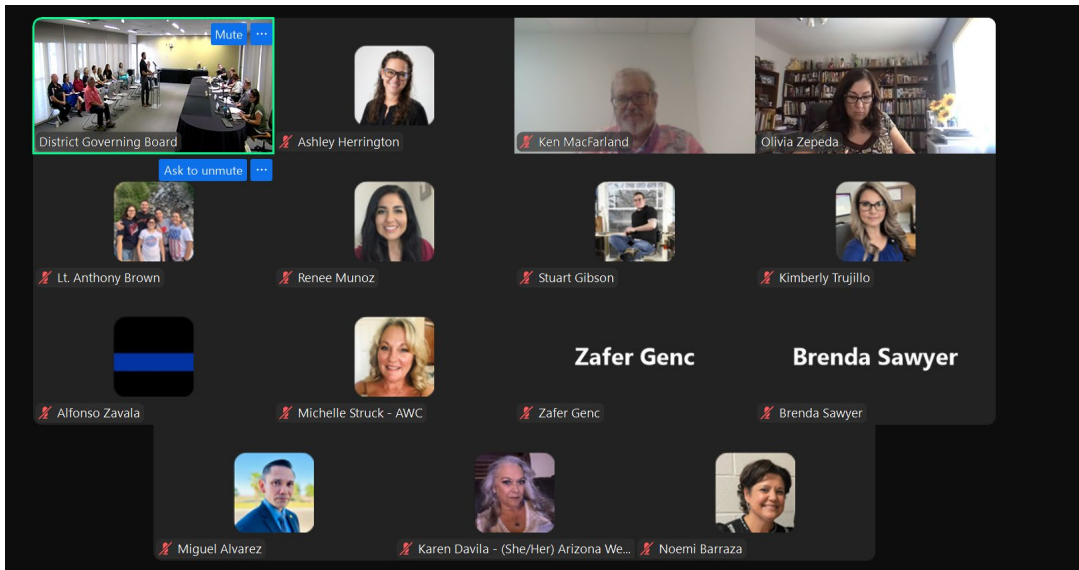 Mute ...
District Governing Board
Ashley Herrington
Ken MacFarland
Olivia Zepeda
Ask to unmute ...
Lt. Anthony Brown
Renee Munoz
Stuart Gibson
Kimberly Trujillo
Zafer Genc
Brenda Sawyer
Alfonso Zavala
Michelle Struck - AWC
Zafer Genc
Brenda Sawyer
Miguel Alvarez
Karen Davila - (She/Her) Arizona We...
Noemi Barraza